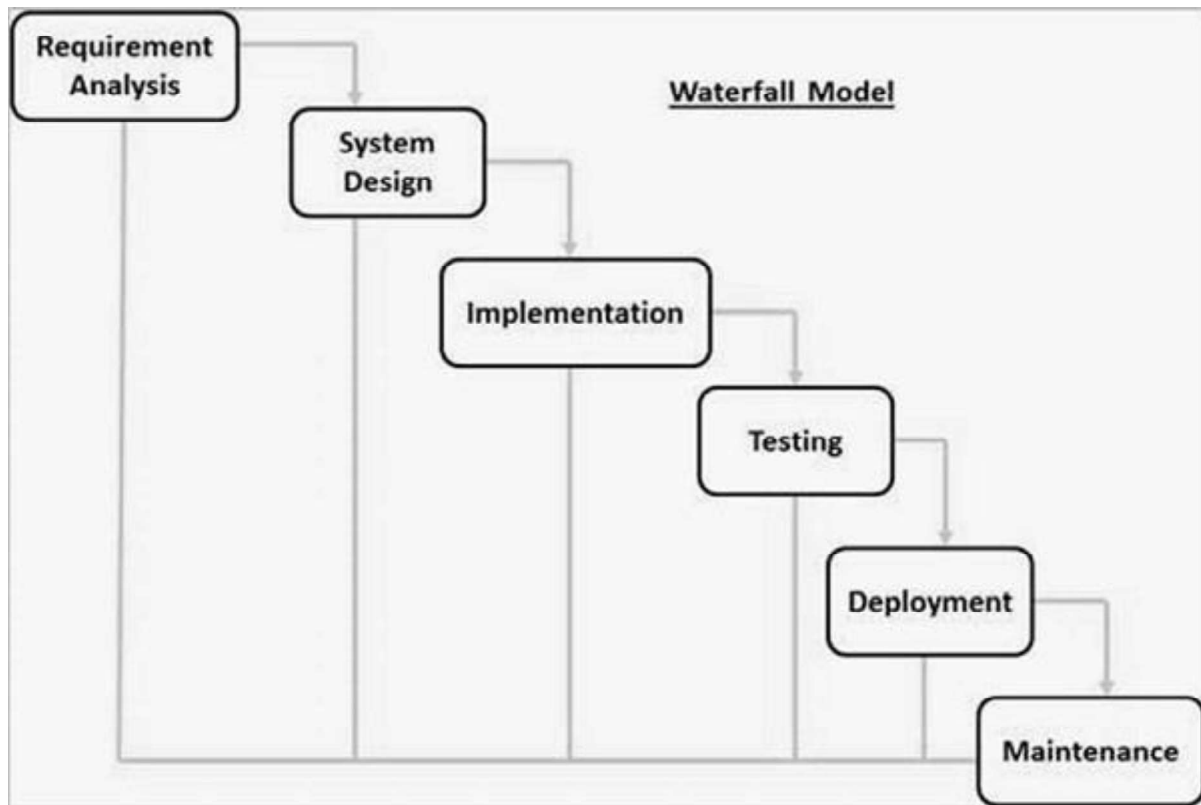 Requirement
Analysis
Waterfall Model
System
Design
Implementation
Testing
Deployment
Maintenance